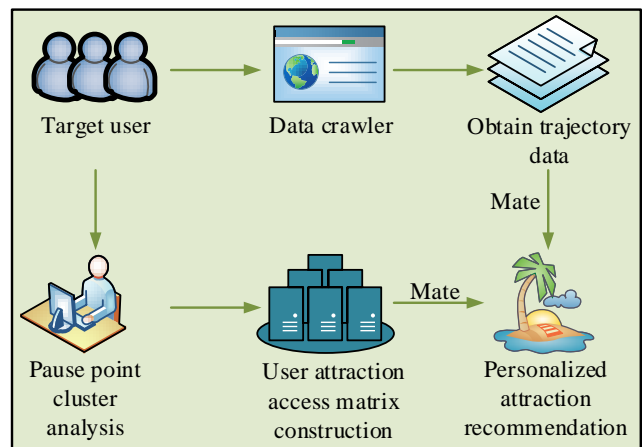 Target user
Data crawler
Obtain trajectory
data
Mate
Mate
Pause point
cluster
analysis
User attraction
access matrix
construction
Personalized
attraction
recommendation